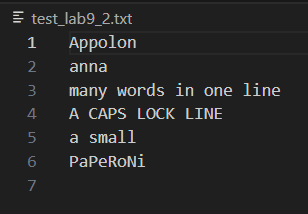 test_lab9_2.txt
1 Appolon
2 anna
3 many words in one line
4 A CAPS LOCK LINE
5 a small
6 PaPeRoNi
7